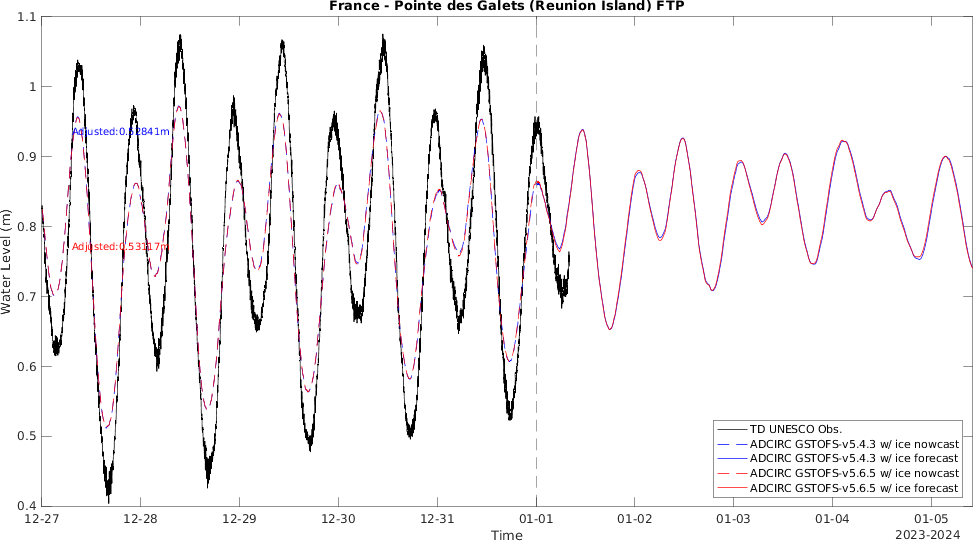 France - Pointe des Galets (Reunion Island) FTP
1.1
1
0.9
0.8
0.7
0.6
0.5
0.4
Water Level (m)
Adjusted:0.52841m
Adjusted:0.53117m
TD UNESCO Obs.
ADCIRC GSTOFS-v5.4.3 w/ ice nowcast
ADCIRC GSTOFS-v5.4.3 w/ ice forecast
ADCIRC GSTOFS-v5.6.5 w/ ice nowcast
ADCIRC GSTOFS-v5.6.5 w/ ice forecast
12-27 12-28 12-29 12-30 12-31 01-01 01-02 01-03 01-04 01-05
Time
2023-2024